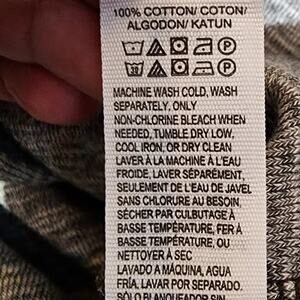 100% COTTON/ COTON/
ALGODON/ KATUN
MACHINE WASH COLD, WASH
SEPARATELY, ONLY
NON-CHLORINE BLEACH WHEN
NEEDED, TUMBLE DRY LOW,
COOL IRON, OR DRY CLEAN
LAVER À LA MACHINE À L'EAU
FROIDE, LAVER SÉPARÉMENT,
SEULEMENT DE L'EAU DE JAVEL
SANS CHLORURE AU BESOIN,
SÉCHER PAR CULBUTAGE À
BASSE TEMPÉRATURE, FER À
BASSE TEMPÉRATURE, OU
NETTOYER À SEC
LAVADO A MÁQUINA, AGUA
FRÍA, LAVAR POR SEPARADO.
SÓLO BLANQUEADOR SIN